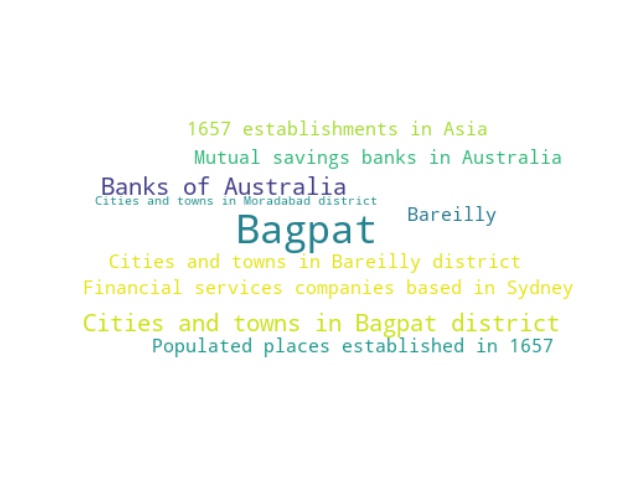 1657 establishments in Asia
Mutual savings banks in Australia
Banks of Australia
Cities and towns in Moradabad district
Bareilly
Bagpat
Cities and towns in Bareilly district
Financial services companies based in Sydney
Cities and towns in Bagpat district
Populated places established in 1657